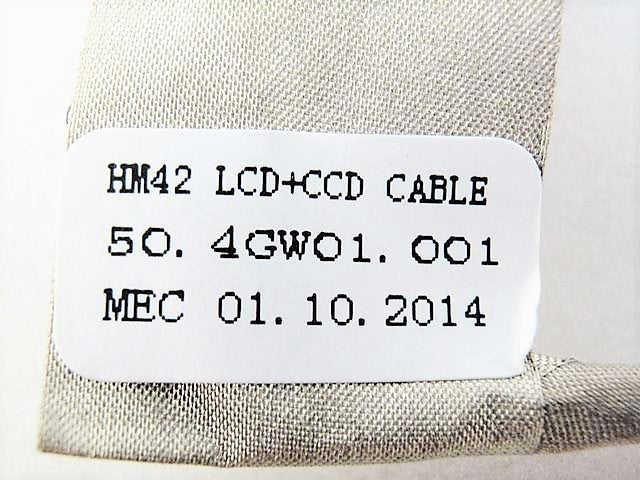 HM42 LCD+CCD CABLE
50.4GW01.001
MEC 01.10.2014